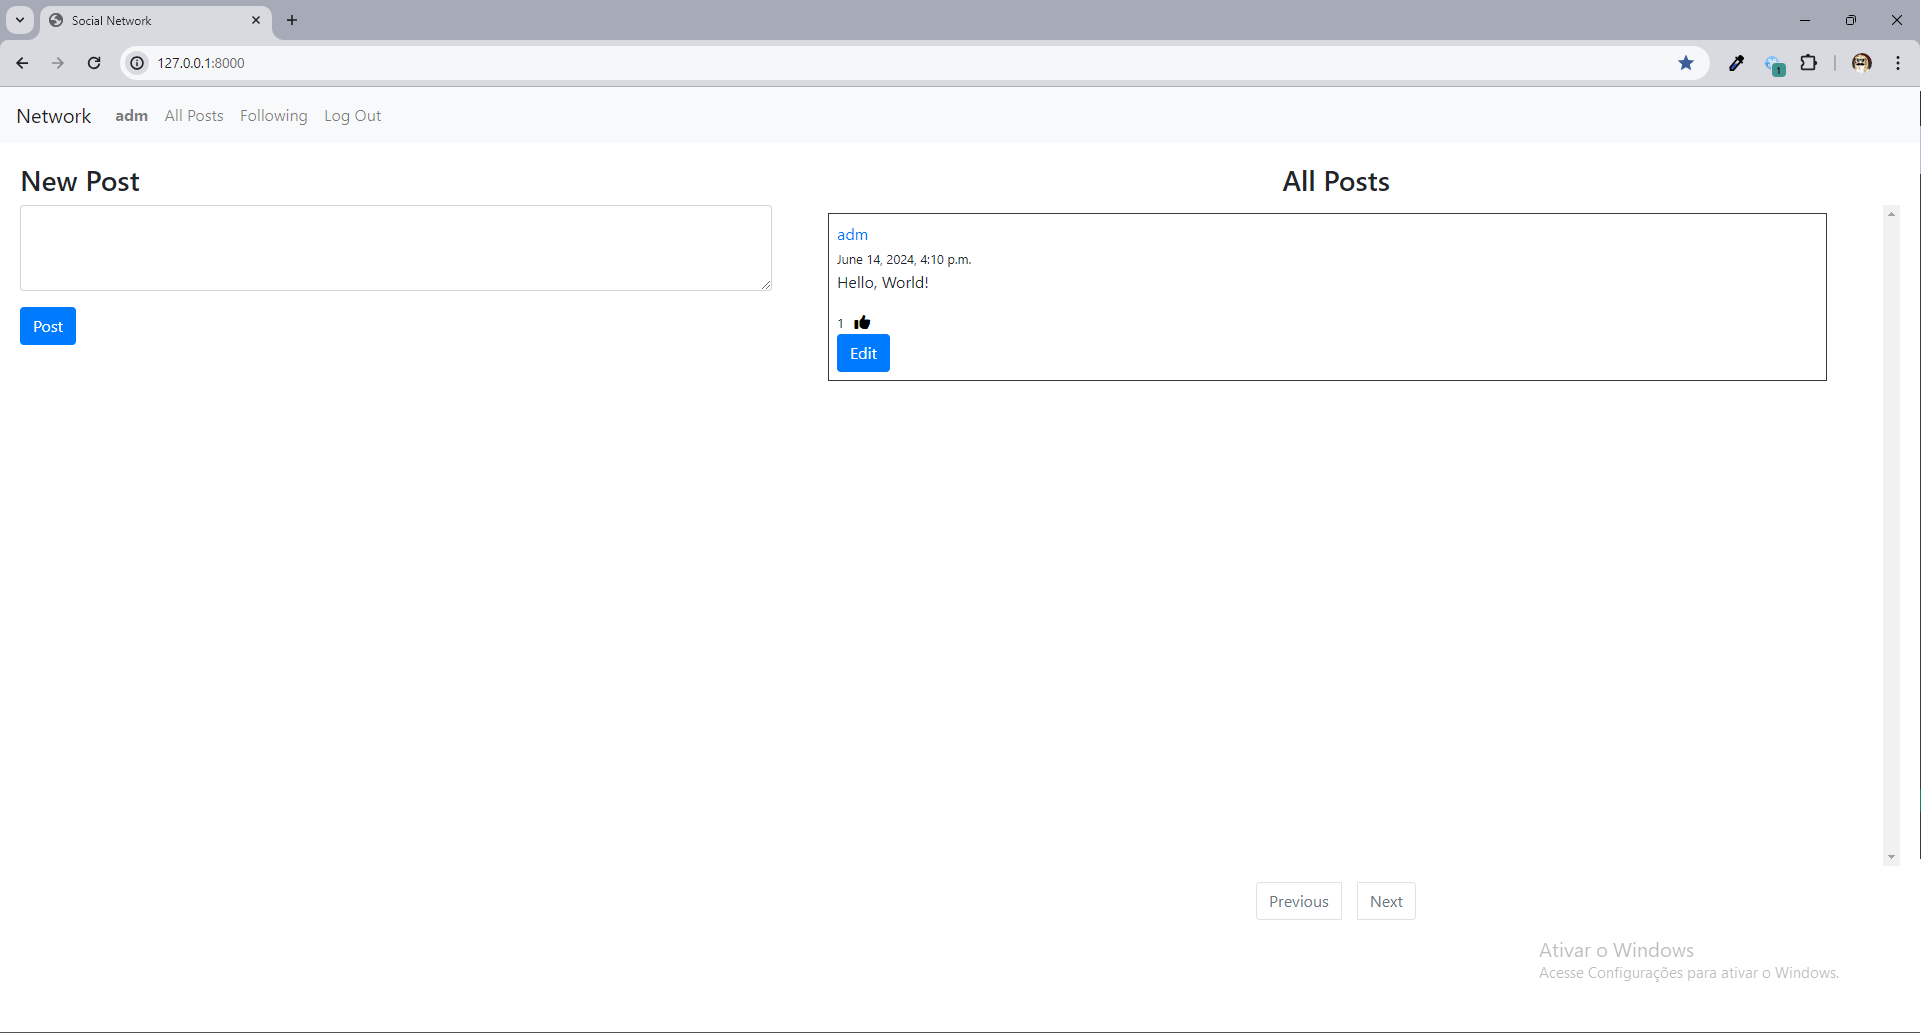 Social Network
127.0.0.1:8000
1
Network adm All Posts Following Log Out
New Post
Post
All Posts
adm
June 14, 2024, 4:10 p.m.
Hello, World!
1
Edit
Previous Next
Ativar o Windows
Acesse Configurações para ativar o Windows.